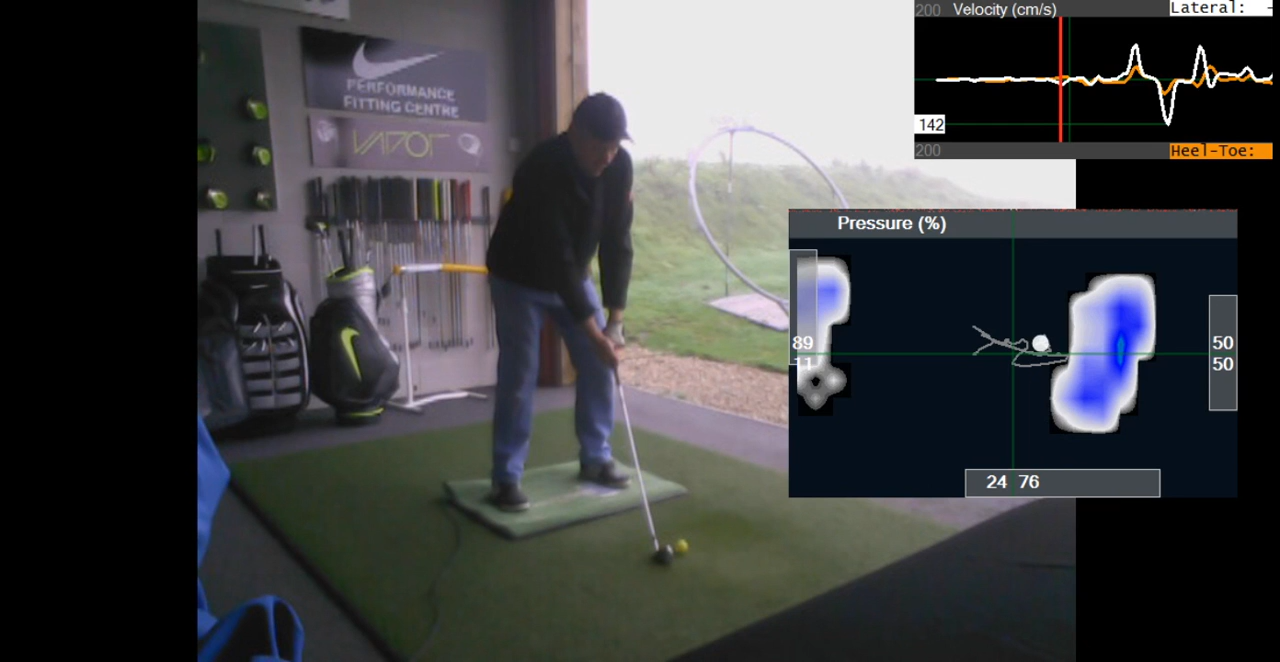 200
Velocity (cm/s)
Lateral: -
142
200
Heel-Toe:
PERFORMANCE
FITTING CENTRE
VAPOR
Pressure (%)
89
11
50
50
24 76